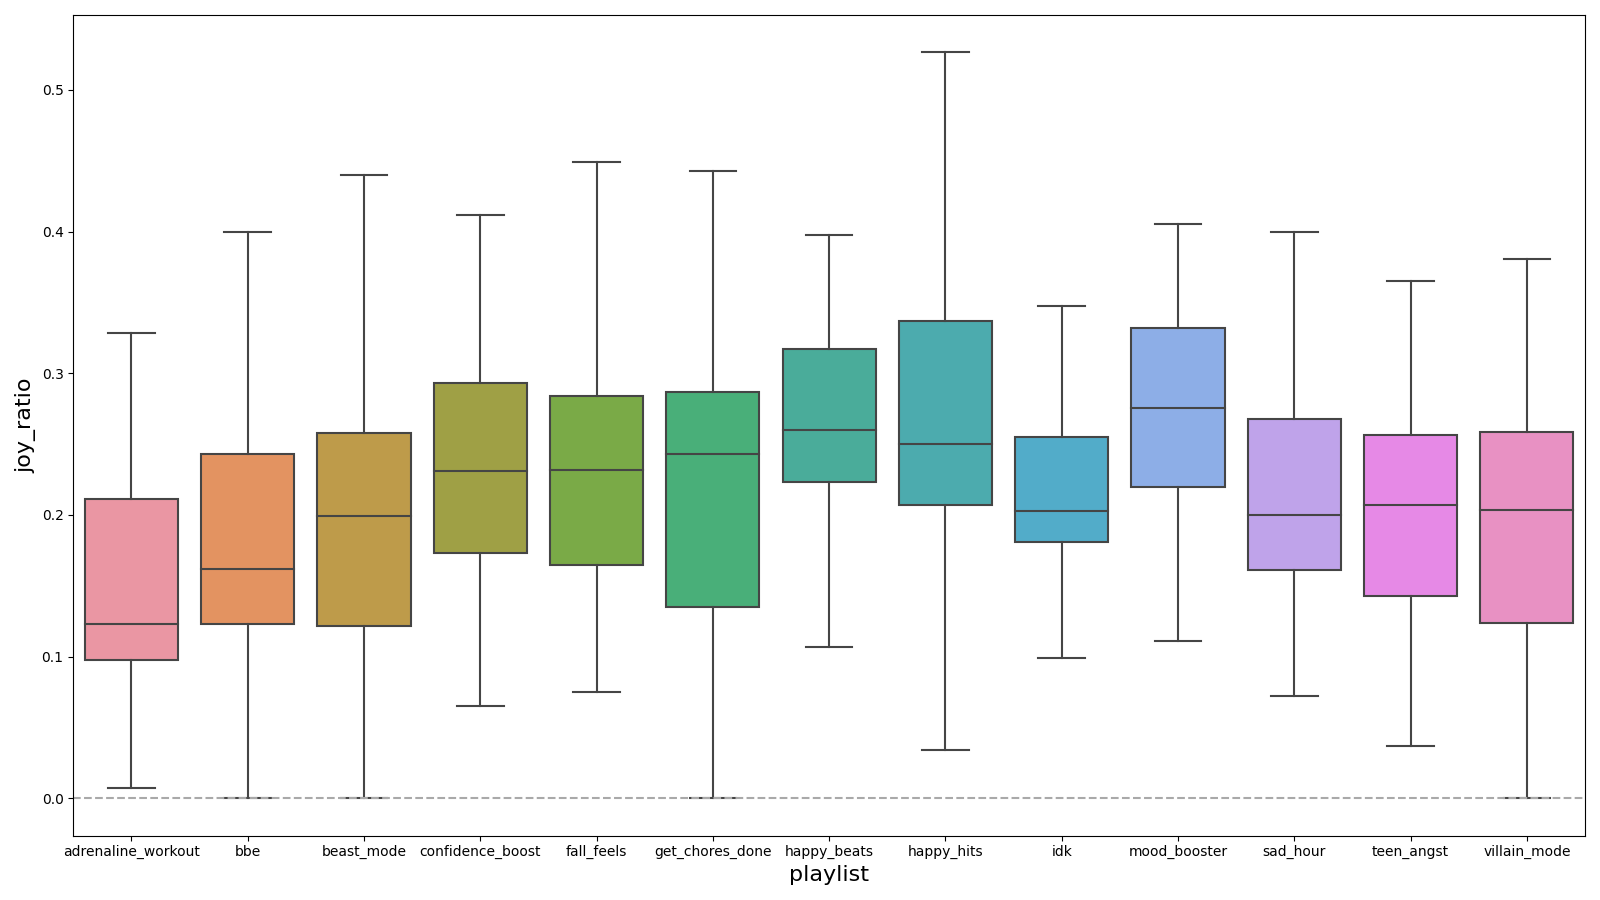 joy_ratio
0.5
0.4
0.3
0.2
0.1
0.0
adrenaline_workout bbe beast_mode confidence_boost fall_feels get_chores_done happy_beats happy_hits idk mood_booster sad_hour teen_angst villain_mode
playlist